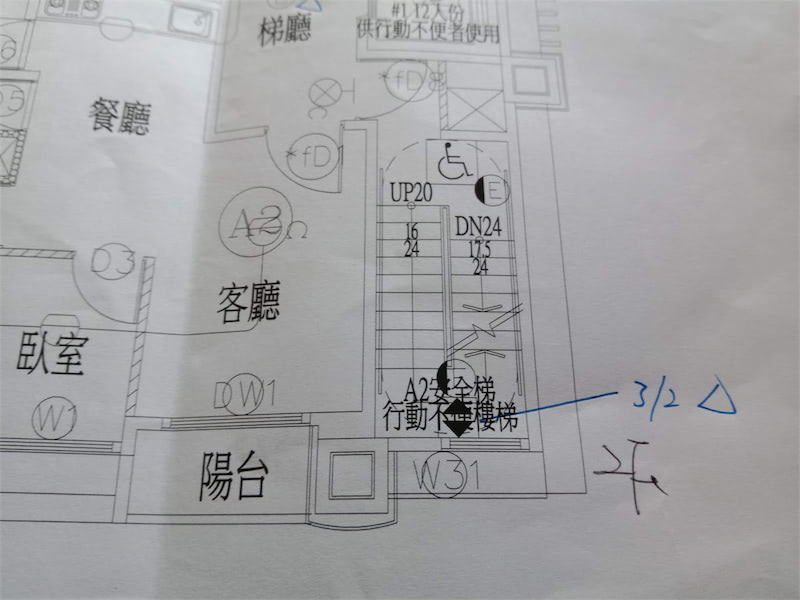 #1 12人份
供行動不便者使用
梯廳
*fD
餐廳
*fD
E
UP20
DN24
16
24
17.5
24
A2
D3
客廳
臥室
DW1
W1
A2安全梯
行動不便樓梯
3/2 △
W31
陽台